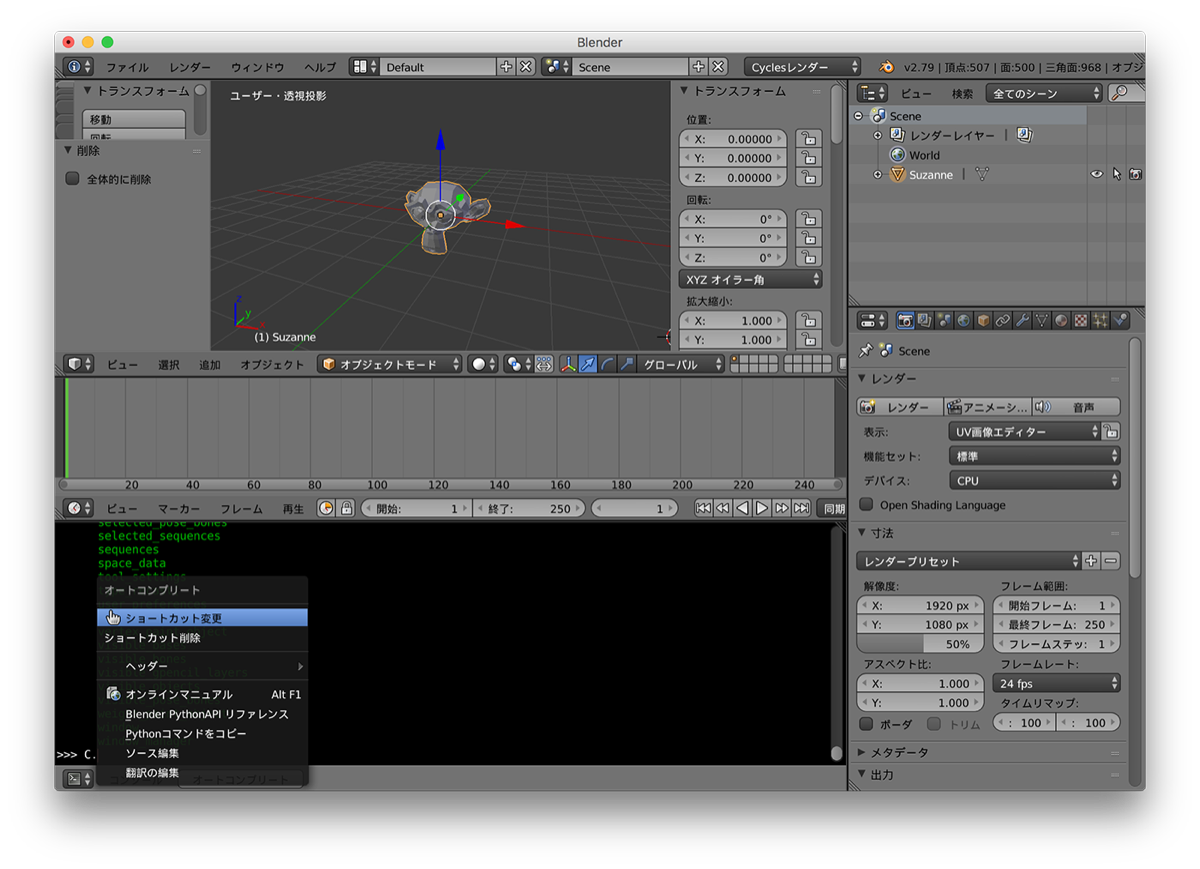 Blender
ファイル レンダー ウィンドウ ヘルプ Default Scene Cyclesレンダー v2.79 | 頂点:507 | 面:500 | 三角面:968 | オブジ
トランスフォーム
移動
回転
削除
全体的に削除
ユーザー・透視投影
z
y
x
(1) Suzanne
トランスフォーム
位置:
X: 0.00000
Y: 0.00000
Z: 0.00000
回転:
X: 0°
Y: 0°
Z: 0°
XYZ オイラー角
拡大縮小:
X: 1.000
Y: 1.000
ビュー 選択 追加 オブジェクト オブジェクトモード グローバル
20 40 60 80 100 120 140 160 180 200 220 240
ビュー マーカー フレーム 再生 開始: 1 終了: 250 1 同期
selected_pose_bones
selected_sequences
sequences
space_data
tool_settings
オートコンプリート
ショートカット変更
ショートカット削除
ヘッダー
オンラインマニュアル Alt F1
Blender PythonAPI リファレンス
Pythonコマンドをコピー
ソース編集
翻訳の編集
>>> C.
オートコンプリート
ビュー 検索 全てのシーン
Scene
レンダーレイヤー |
World
Suzanne |
Scene
レンダー
レンダー アニメーシ... 音声
表示: UV画像エディター
機能セット: 標準
デバイス: CPU
Open Shading Language
寸法
レンダープリセット
解像度: フレーム範囲:
X: 1920 px 開始フレーム: 1
Y: 1080 px 最終フレーム: 250
50% フレームステッ: 1
アスペクト比: フレームレート:
X: 1.000 24 fps
Y: 1.000 タイムリマップ:
ボーダ トリム : 100 : 100
メタデータ
出力